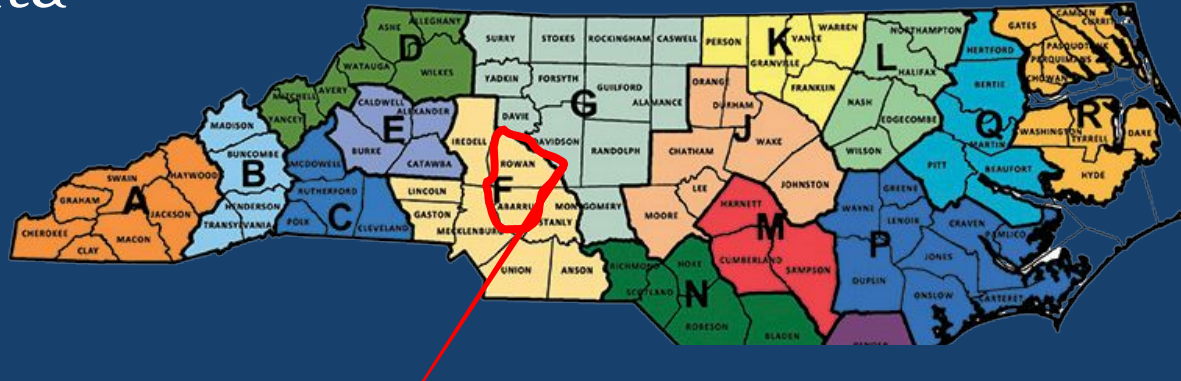 ASHE
ALLEGHANY
D
WATAUGA
WILKES
MITCHELL
AVERY
YANCEY
SURRY
STOKES
ROCKINGHAM
CASWELL
YADKIN
FORSYTH
GUILFORD
ALAMANCE
G
DAVIE
DAVIDSON
RANDOLPH
MON
GOMERY
PERSON
K
VANCE
WARREN
GRANVILLE
FRANKLIN
NORTHAMPTON
L
HALIFAX
NASH
EDGECOMBE
WILSON
HERTFORD
BERTIE
Q
MARTIN
PITT
BEAUFORT
GATES
CAMDEN
CURRIT
PASQUOTANK
PERQUIMANS
CHOWAN
R
WASHINGTON
TYRRELL
DARE
HYDE
MADISON
BUNCOMBE
B
HENDERSON
TRANSYLVANIA
SWAIN
HAYWOOD
GRAHAM
A
JACKSON
CHEROKEE
MACON
CLAY
MCDOWELL
RUTHERFORD
C
POLK
CLEVELAND
CALDWELL
ALEXANDER
E
BURKE
CATAWBA
IREDELL
ROWAN
LINCOLN
F
ABARRU
GASTON
MECKLENBURG
STANLY
UNION
ANSON
ORANGE
DURHAM
J
WAKE
CHATHAM
LEE
JOHNSTON
MOORE
HARNETT
M
CUMBERLAND
SAMPSON
RICHMOND
HOKE
SCOTLAND
N
ROBESON
BLADEN
WAYNE
GREENE
LENOIR
CRAVEN
PAMLICO
P
JONES
DUPLIN
ONSLOW
CARTERET